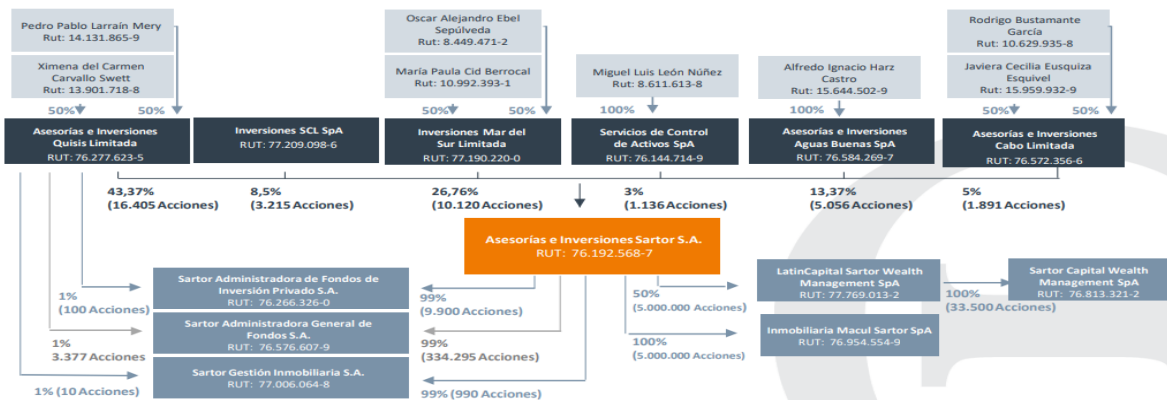 Pedro Pablo Larraín Mery
Rut: 14.131.865-9
Ximena del Carmen
Carvallo Swett
Rut: 13.901.718-8
50%
50%
Oscar Alejandro Ebel
Sepúlveda
Rut: 8.449.471-2
María Paula Cid Berrocal
Rut: 10.992.393-1
50%
50%
Miguel Luis León Núñez
Rut: 8.611.613-8
100%
Alfredo Ignacio Harz
Castro
Rut: 15.644.502-9
100%
Rodrigo Bustamante
García
Rut: 10.629.935-8
Javiera Cecilia Eusquiza
Esquivel
Rut: 15.959.932-9
50%
50%
Asesorías e Inversiones
Quisis Limitada
RUT: 76.277.623-5
Inversiones SCL SpA
RUT: 77.209.098-6
Inversiones Mar del
Sur Limitada
RUT: 77.190.220-0
Servicios de Control
de Activos SpA
RUT: 76.144.714-9
Asesorías e Inversiones
Aguas Buenas SpA
RUT: 76.584.269-7
Asesorías e Inversiones
Cabo Limitada
RUT: 76.572.356-6
43,37%
(16.405 Acciones)
8,5%
(3.215 Acciones)
26,76%
(10.120 Acciones)
3%
(1.136 Acciones)
13,37%
(5.056 Acciones)
5%
(1.891 Acciones)
Asesorías e Inversiones Sartor S.A.
RUT: 76.192.568-7
1%
(100 Acciones)
Sartor Administradora de Fondos de
Inversión Privado S.A.
RUT: 76.266.326-0
99%
(9.900 Acciones)
1%
3.377 Acciones
Sartor Administradora General de
Fondos S.A.
RUT: 76.576.607-9
99%
(334.295 Acciones)
1% (10 Acciones)
Sartor Gestión Inmobiliaria S.A.
RUT: 77.006.064-8
99% (990 Acciones)
50%
(5.000.000 Acciones)
LatinCapital Sartor Wealth
Management SpA
RUT: 77.769.013-2
100%
(33.500 Acciones)
Sartor Capital Wealth
Management SpA
RUT: 76.813.321-2
100%
(5.000.000 Acciones)
Inmobiliaria Macul Sartor SpA
RUT: 76.954.554-9